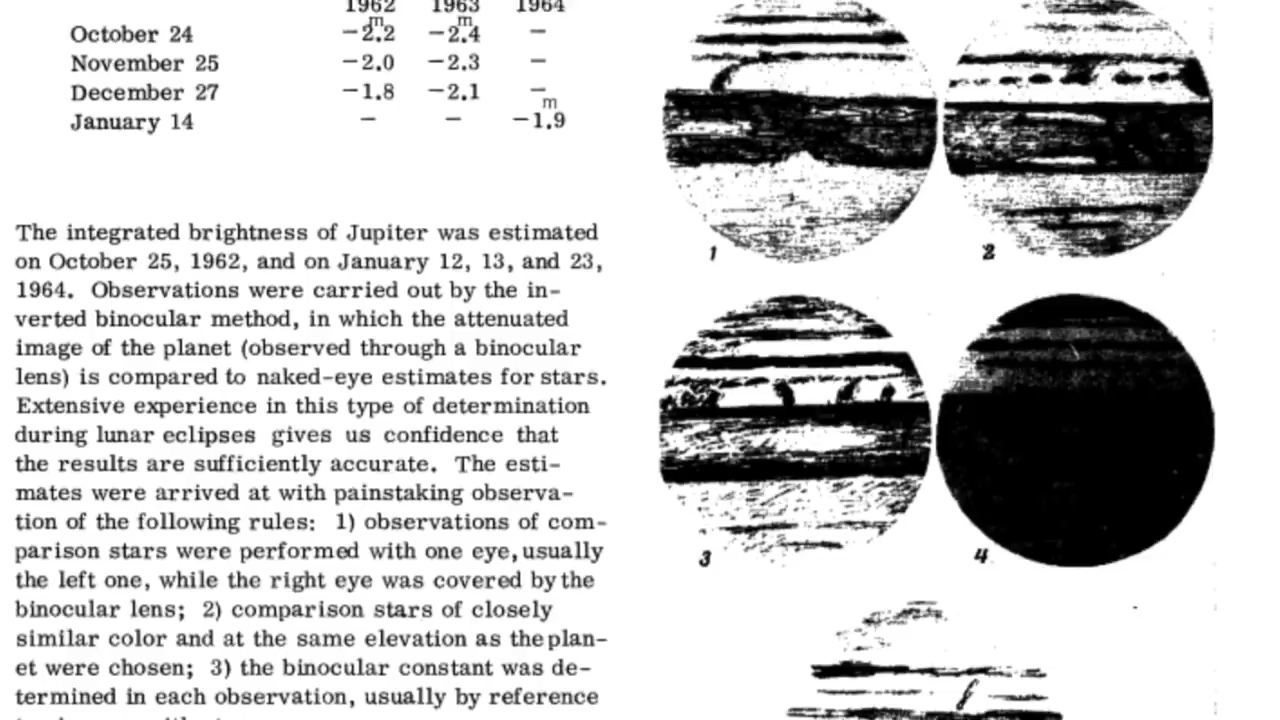 1962 1963 1964
m m
October 24 −2.2 −2.4 −
November 25 −2.0 −2.3 −
December 27 −1.8 −2.1 −
m
January 14 − − −1.9
The integrated brightness of Jupiter was estimated
on October 25, 1962, and on January 12, 13, and 23,
1964. Observations were carried out by the in-
verted binocular method, in which the attenuated
image of the planet (observed through a binocular
lens) is compared to naked-eye estimates for stars.
Extensive experience in this type of determination
during lunar eclipses gives us confidence that
the results are sufficiently accurate. The esti-
mates were arrived at with painstaking observa-
tion of the following rules: 1) observations of com-
parison stars were performed with one eye, usually
the left one, while the right eye was covered by the
binocular lens; 2) comparison stars of closely
similar color and at the same elevation as the plan-
et were chosen; 3) the binocular constant was de-
termined in each observation, usually by reference
1
2
3
4